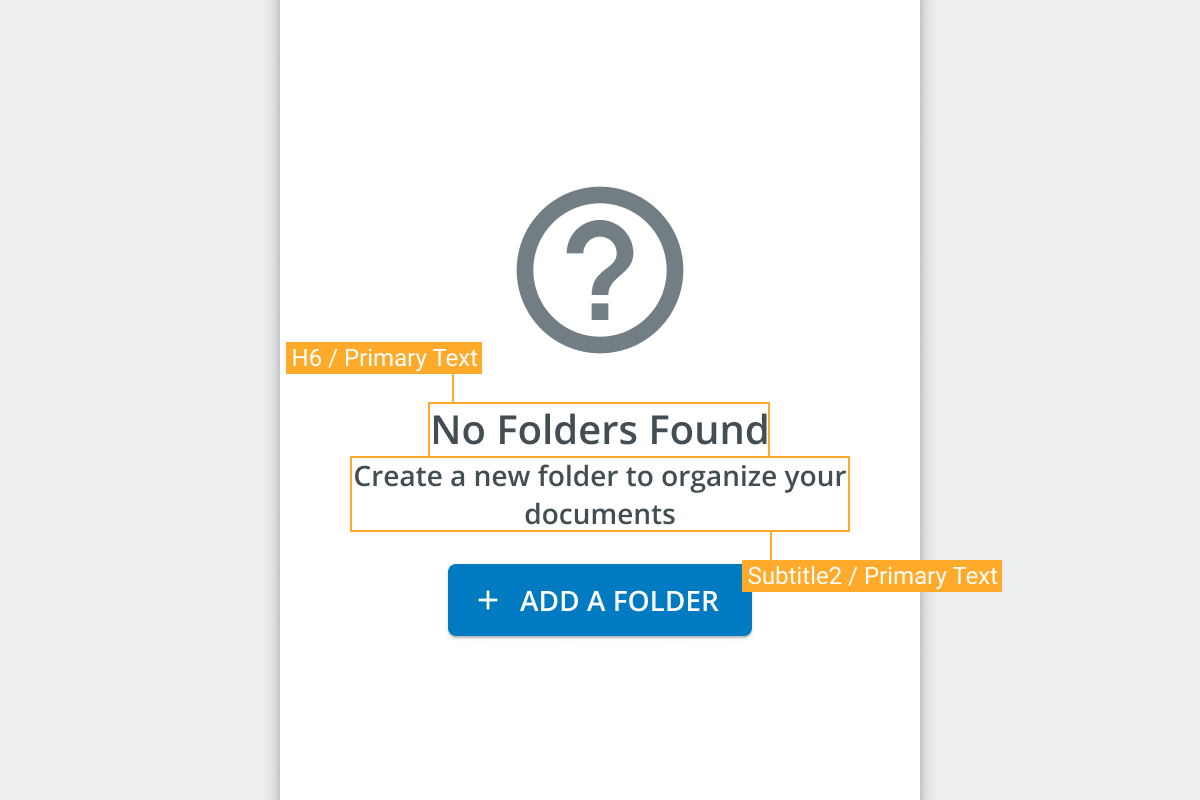 ?
H6 / Primary Text
No Folders Found
Create a new folder to organize your
documents
Subtitle2 / Primary Text
+ ADD A FOLDER